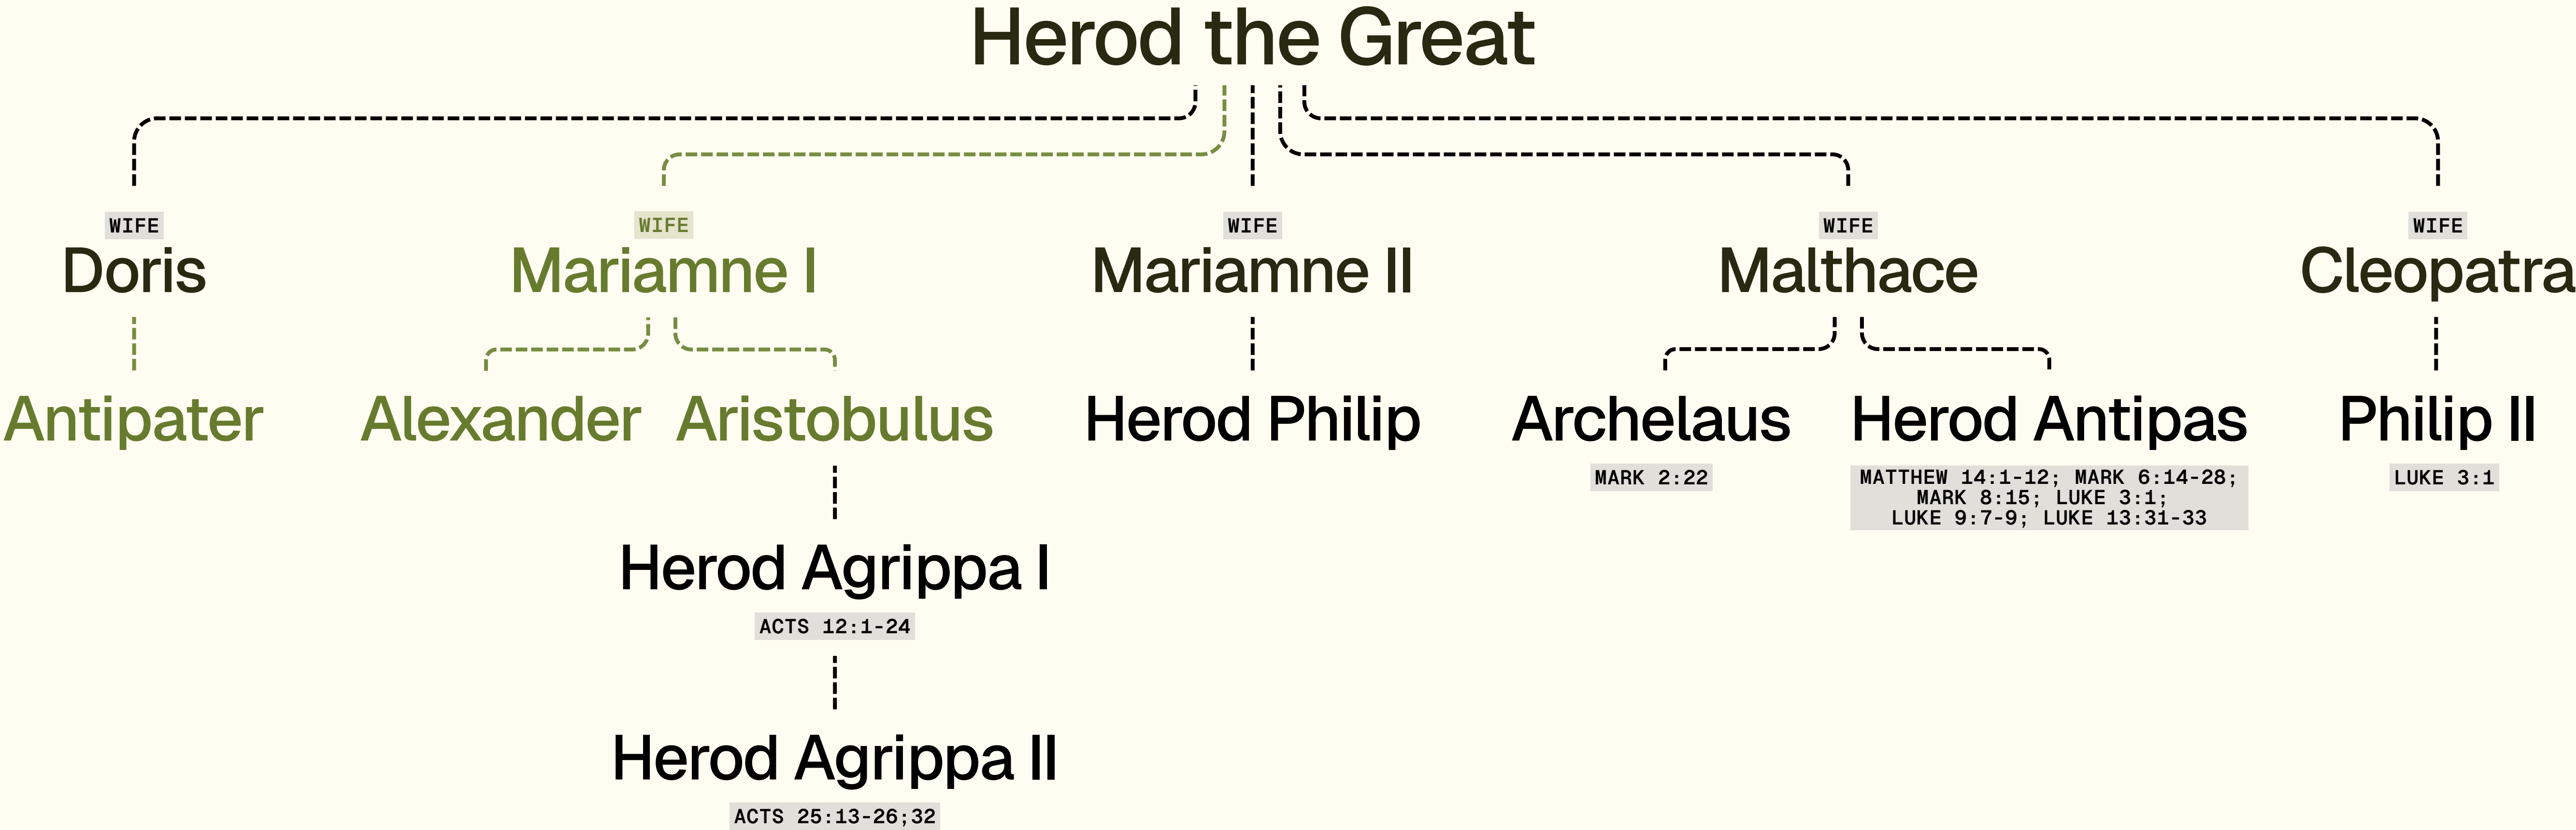 Herod the Great
WIFE
WIFE
WIFE
WIFE
WIFE
Doris
Mariamne I
Mariamne II
Malthace
Cleopatra
Antipater
Alexander
Aristobulus
Herod Philip
Archelaus
Herod Antipas
Philip II
MARK 2:22
MATTHEW 14:1-12; MARK 6:14-28;
MARK 8:15; LUKE 3:1;
LUKE 9:7-9; LUKE 13:31-33
LUKE 3:1
Herod Agrippa I
ACTS 12:1-24
Herod Agrippa II
ACTS 25:13-26;32